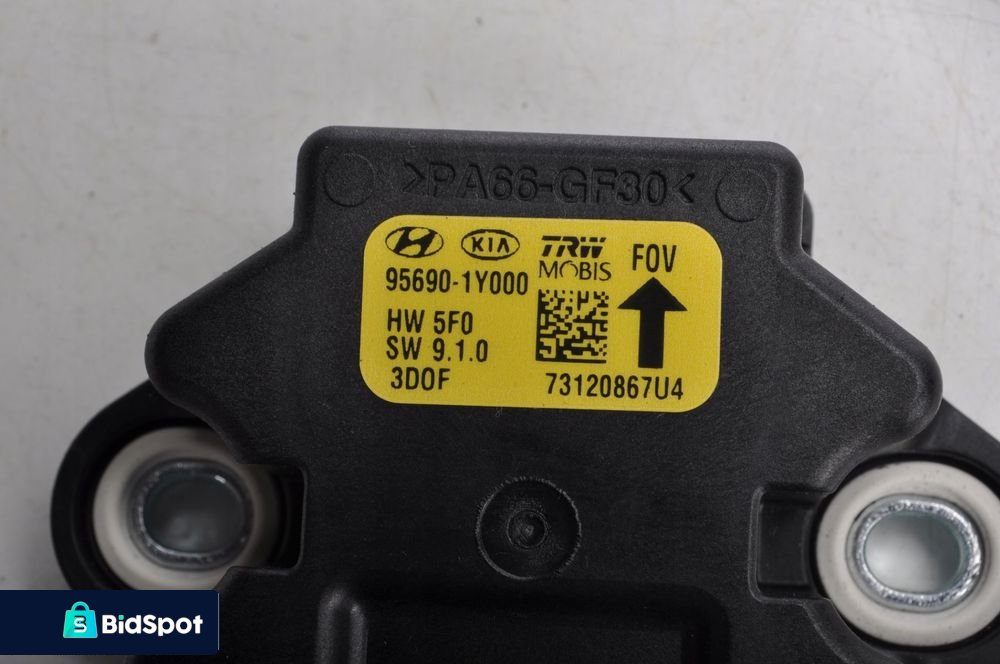 >PA66-GF30<
KIA
TRW
MOBIS
FOV
95690-1Y000
HW 5F0
SW 9.1.0
3DOF
73120867U4
BidSpot